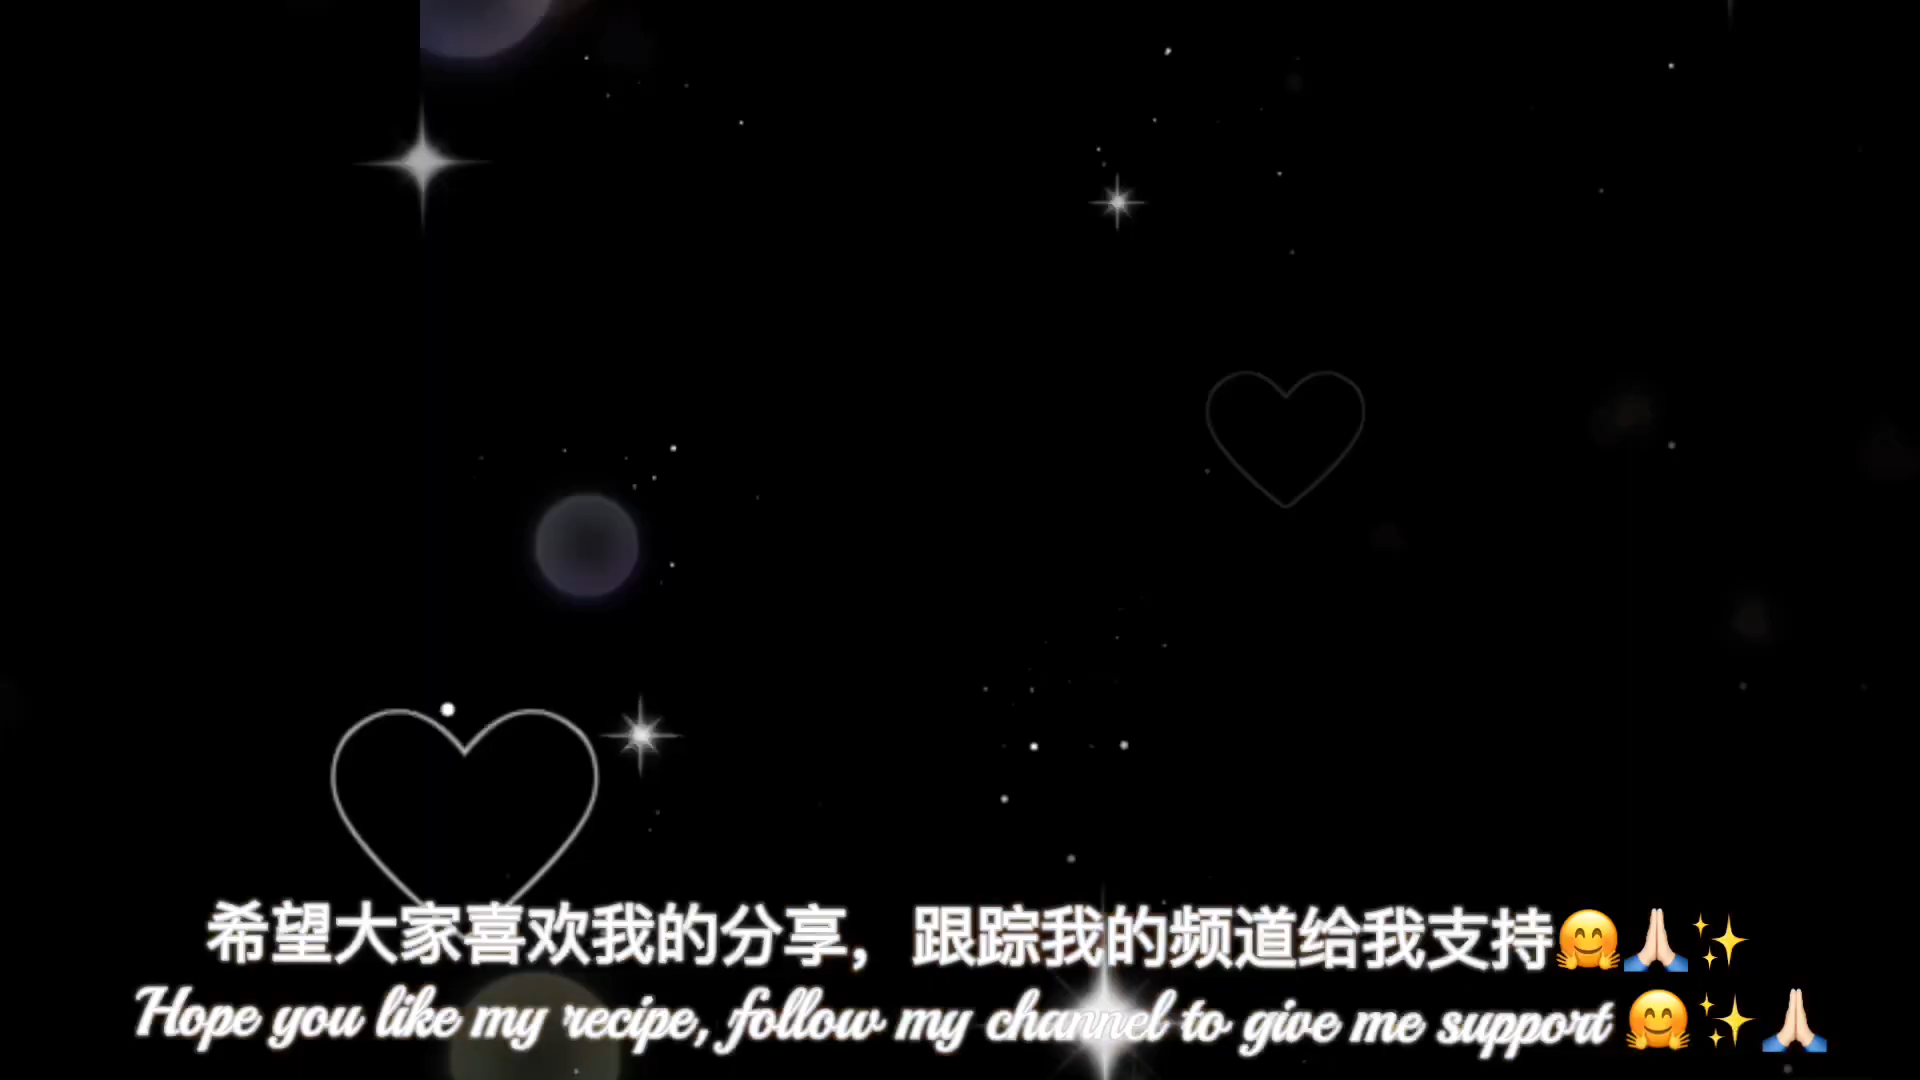 希望大家喜欢我的分享，跟踪我的频道给我支持🤗🙏🏻✨
Hope you like my recipe, follow my channel to give me support 🤗✨🙏🏻